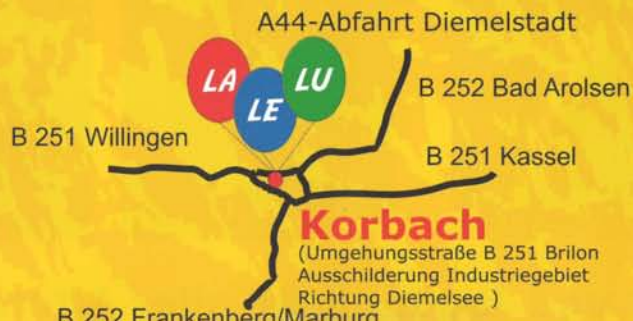 A44-Abfahrt Diemelstadt
LA
LE
LU
B 252 Bad Arolsen
B 251 Willingen
B 251 Kassel
Korbach
(Umgehungsstraße B 251 Brilon
Ausschilderung Industriegebiet
Richtung Diemelsee )
B 252 Frankenberg/Marburg